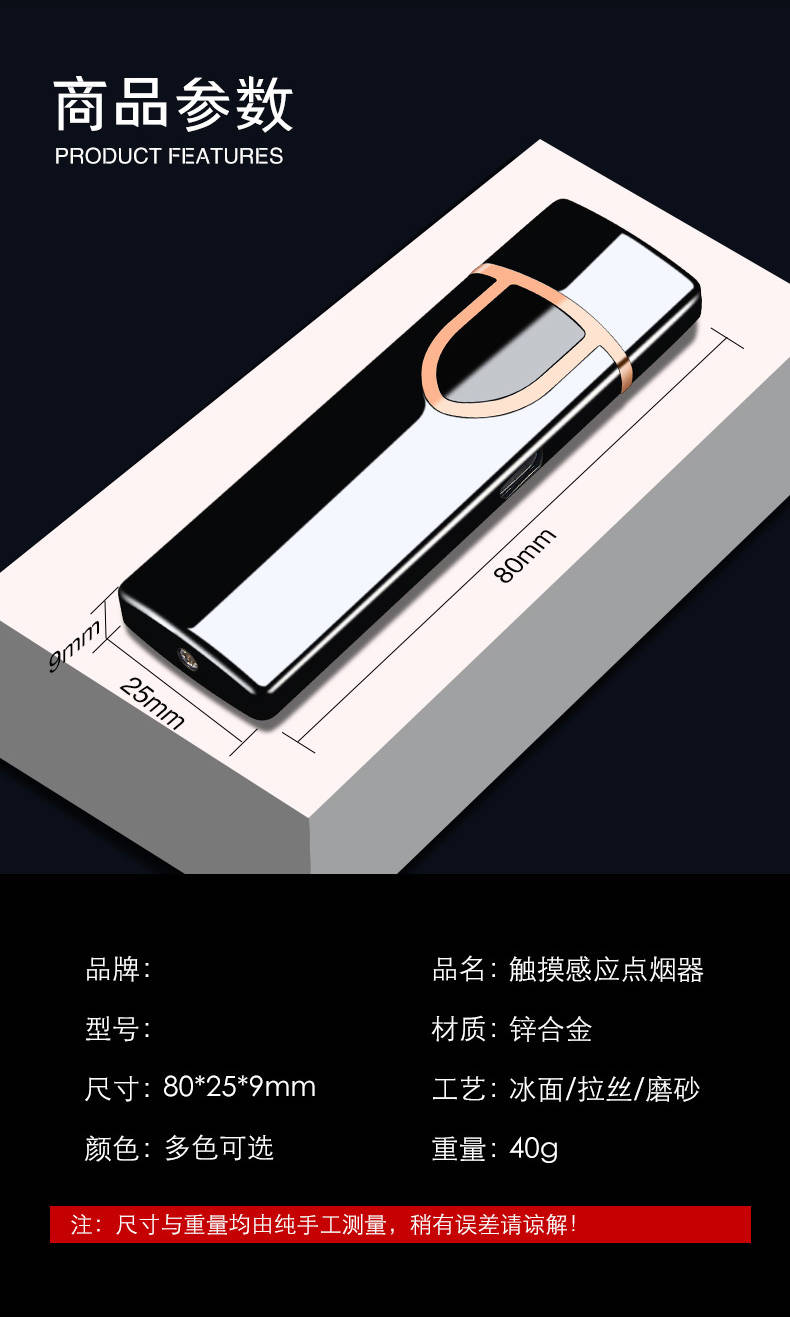 商品参数
PRODUCT FEATURES
80mm
9mm
25mm
品牌：
品名：触摸感应点烟器
型号：
材质：锌合金
尺寸：80*25*9mm
工艺：冰面/拉丝/磨砂
颜色：多色可选
重量：40g
注：尺寸与重量均由纯手工测量，稍有误差请谅解！